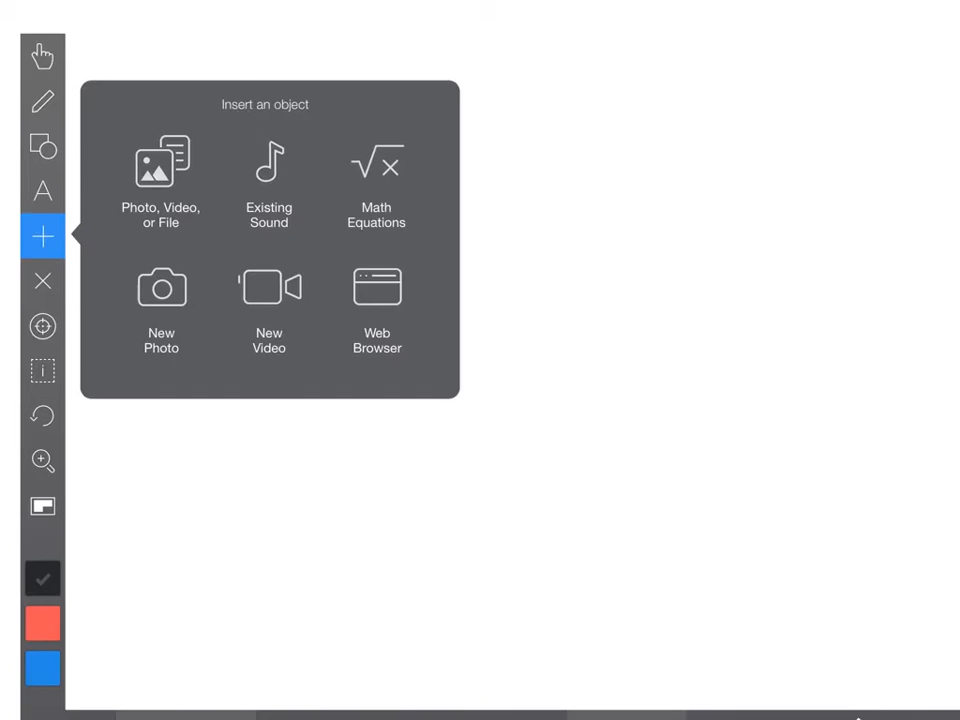 Insert an object
Photo, Video,
or File
Existing
Sound
Math
Equations
New
Photo
New
Video
Web
Browser